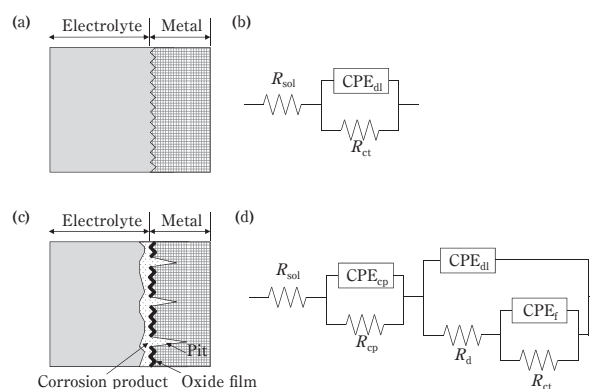 (a)
Electrolyte
Metal
(b)
R_sol
CPE_dl
R_ct
(c)
Electrolyte
Metal
Pit
Corrosion product
Oxide film
(d)
R_sol
CPE_cp
R_cp
CPE_dl
R_d
CPE_f
R_ct